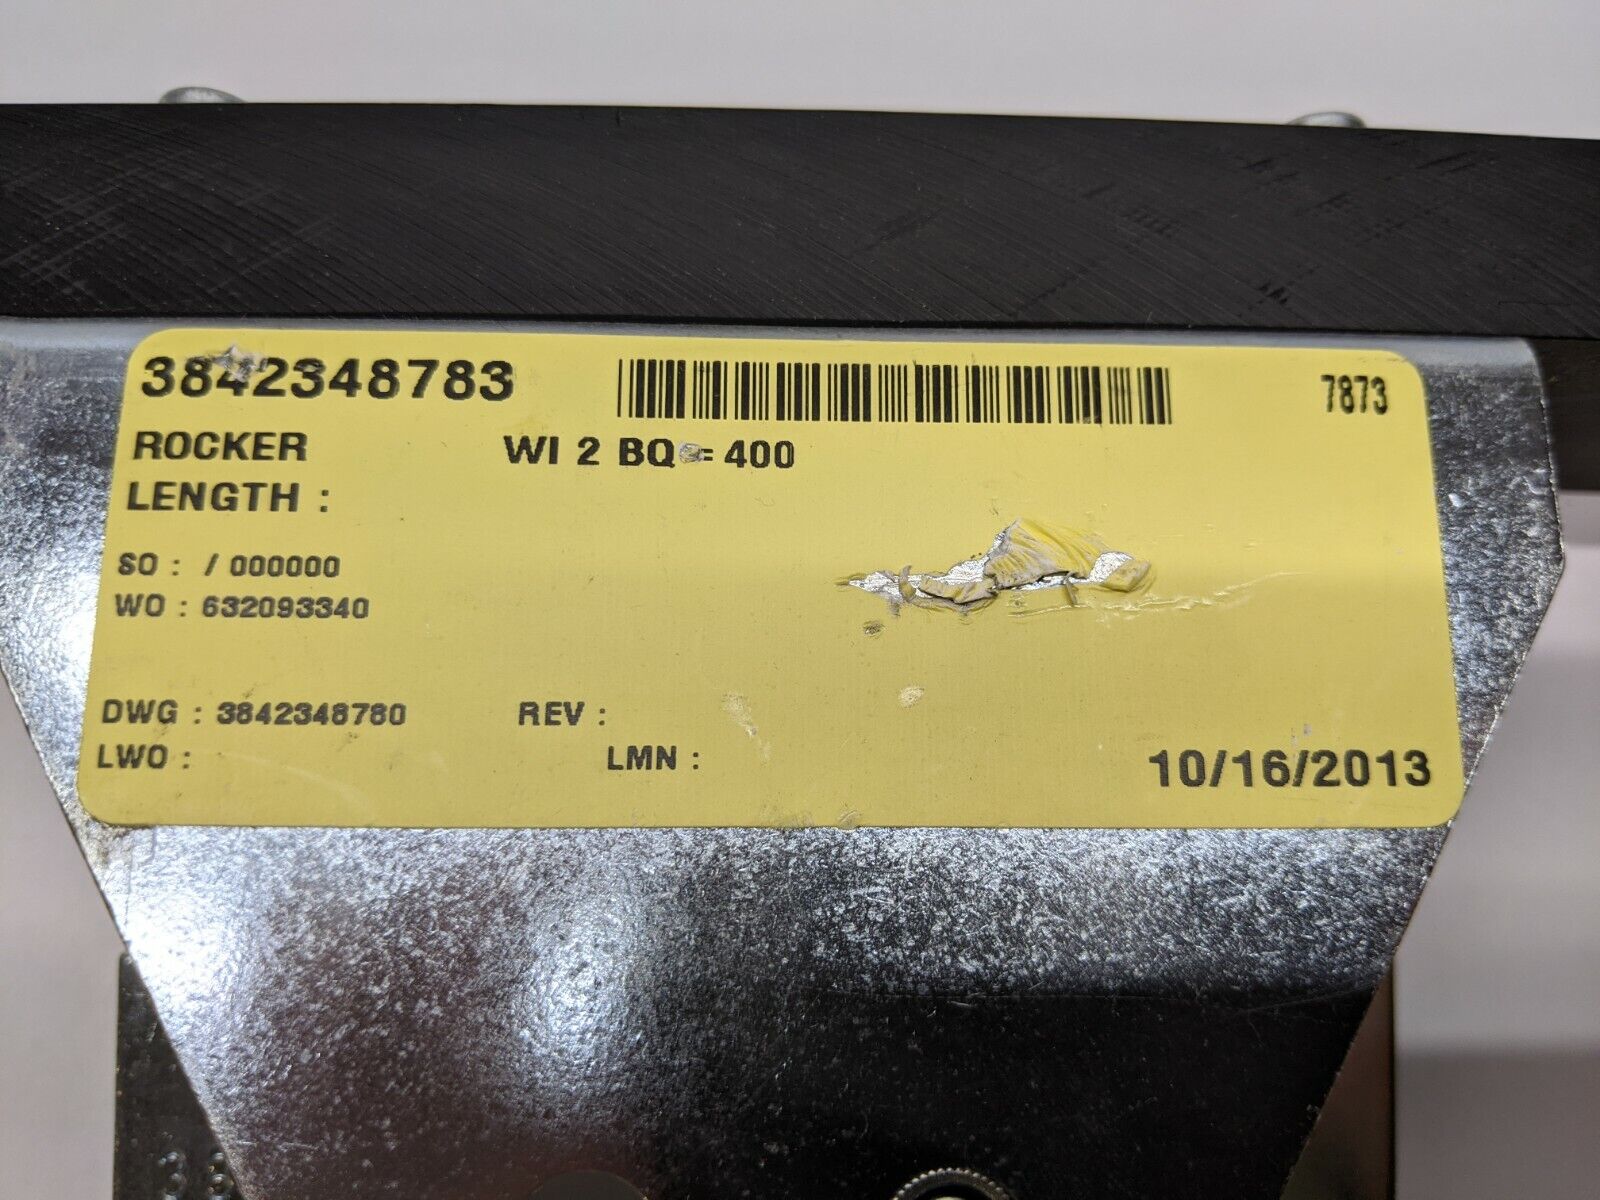 3842348783 7873
ROCKER WI 2 BQ = 400
LENGTH :
SO : / 000000
WO : 632093340
DWG : 3842348780 REV :
LWO : LMN :
10/16/2013